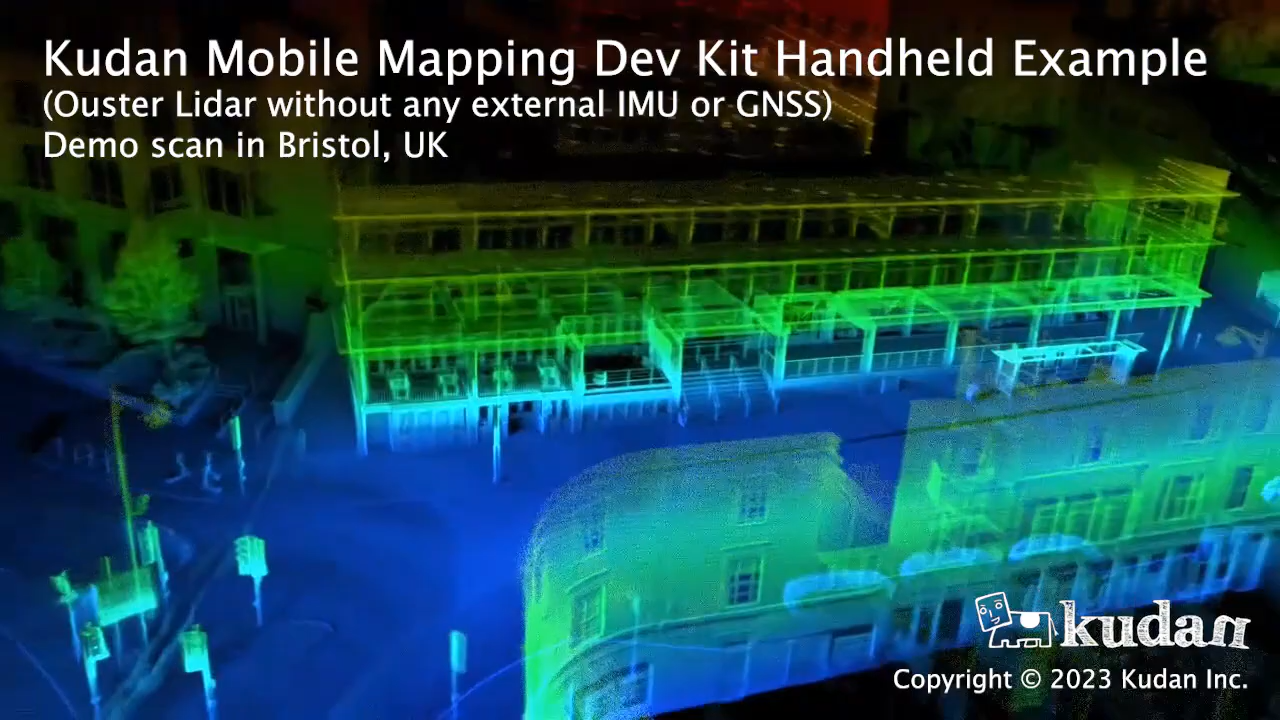 Kudan Mobile Mapping Dev Kit Handheld Example
(Ouster Lidar without any external IMU or GNSS)
Demo scan in Bristol, UK
kudan
Copyright © 2023 Kudan Inc.